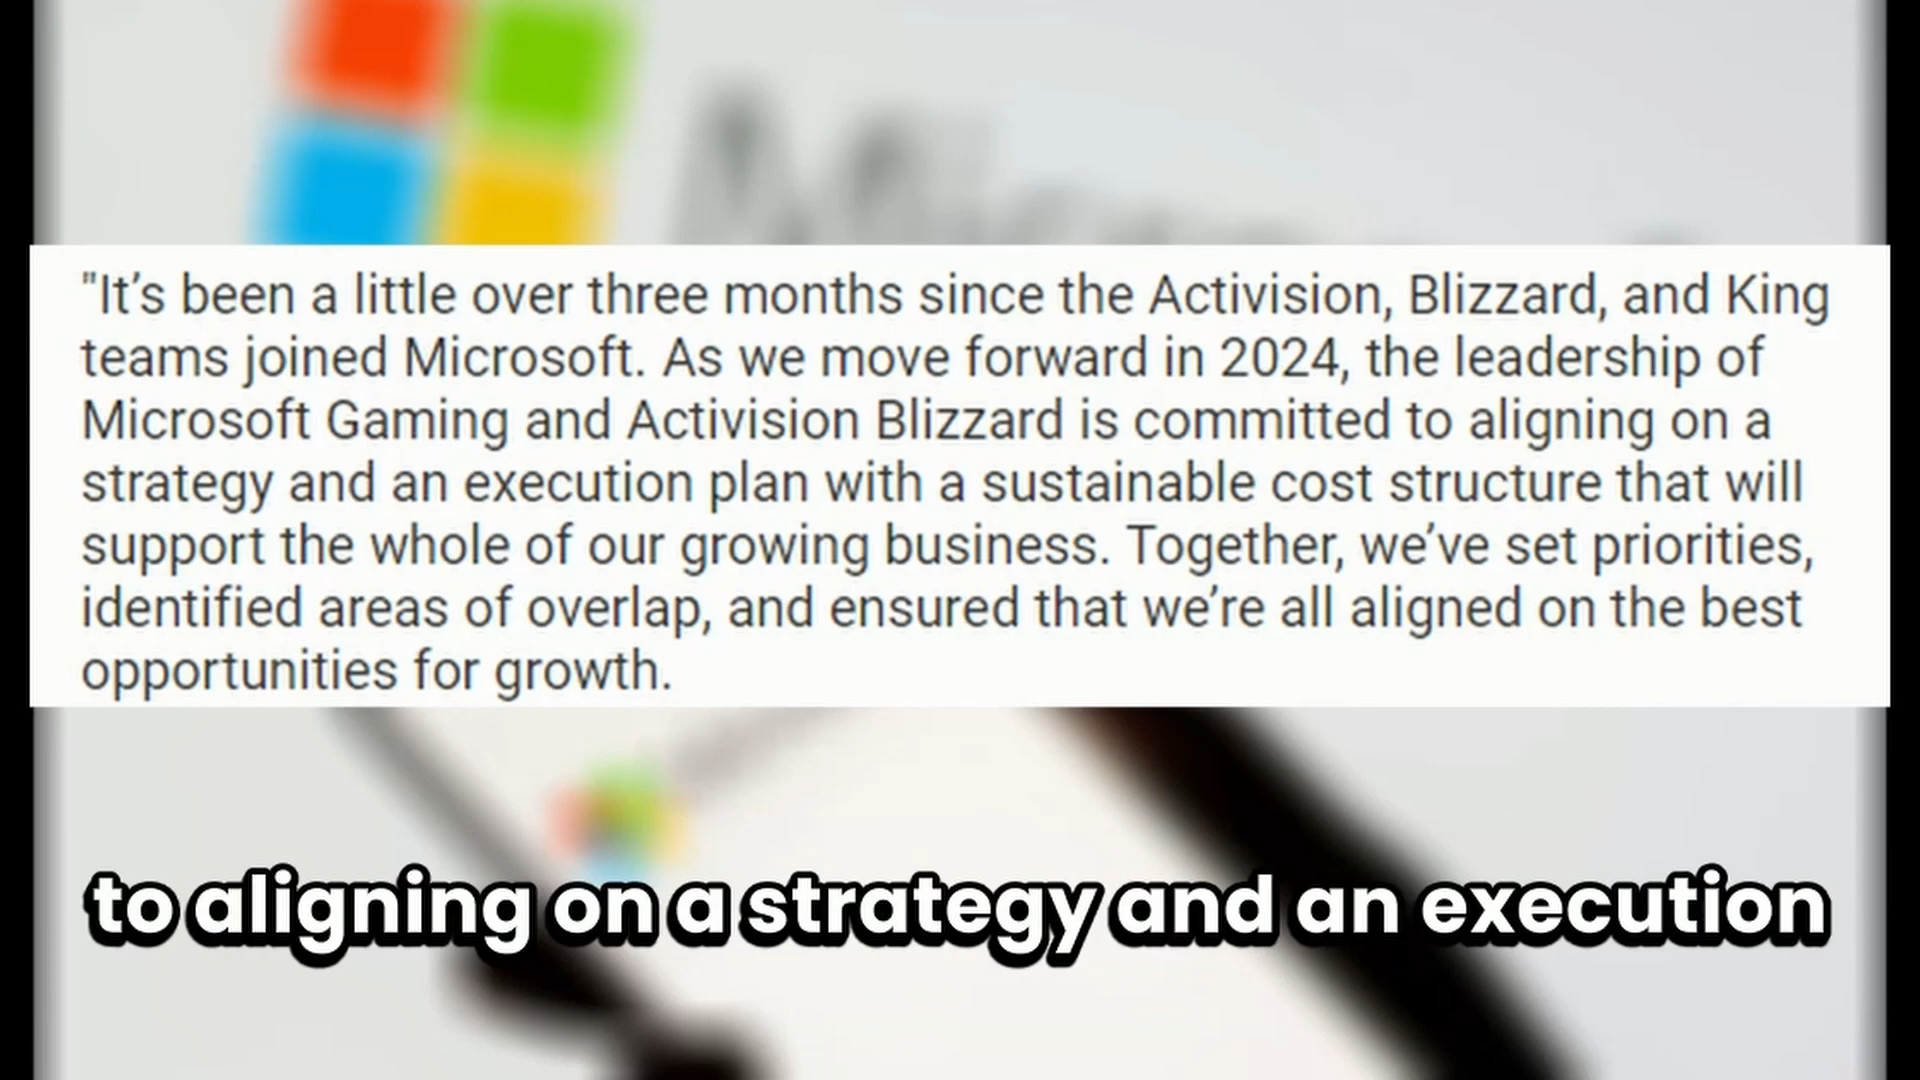 "It’s been a little over three months since the Activision, Blizzard, and King
teams joined Microsoft. As we move forward in 2024, the leadership of
Microsoft Gaming and Activision Blizzard is committed to aligning on a
strategy and an execution plan with a sustainable cost structure that will
support the whole of our growing business. Together, we’ve set priorities,
identified areas of overlap, and ensured that we’re all aligned on the best
opportunities for growth.
to aligning on a strategy and an execution